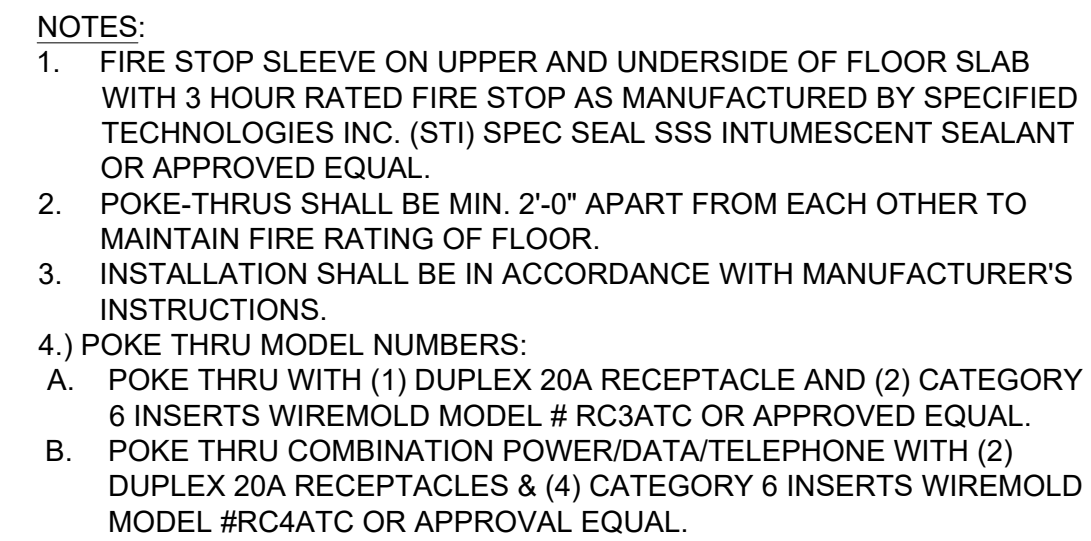 NOTES:
1. FIRE STOP SLEEVE ON UPPER AND UNDERSIDE OF FLOOR SLAB
WITH 3 HOUR RATED FIRE STOP AS MANUFACTURED BY SPECIFIED
TECHNOLOGIES INC. (STI) SPEC SEAL SSS INTUMESCENT SEALANT
OR APPROVED EQUAL.
2. POKE-THRUS SHALL BE MIN. 2'-0" APART FROM EACH OTHER TO
MAINTAIN FIRE RATING OF FLOOR.
3. INSTALLATION SHALL BE IN ACCORDANCE WITH MANUFACTURER'S
INSTRUCTIONS.
4.) POKE THRU MODEL NUMBERS:
A. POKE THRU WITH (1) DUPLEX 20A RECEPTACLE AND (2) CATEGORY
6 INSERTS WIREMOLD MODEL # RC3ATC OR APPROVED EQUAL.
B. POKE THRU COMBINATION POWER/DATA/TELEPHONE WITH (2)
DUPLEX 20A RECEPTACLES & (4) CATEGORY 6 INSERTS WIREMOLD
MODEL #RC4ATC OR APPROVAL EQUAL.